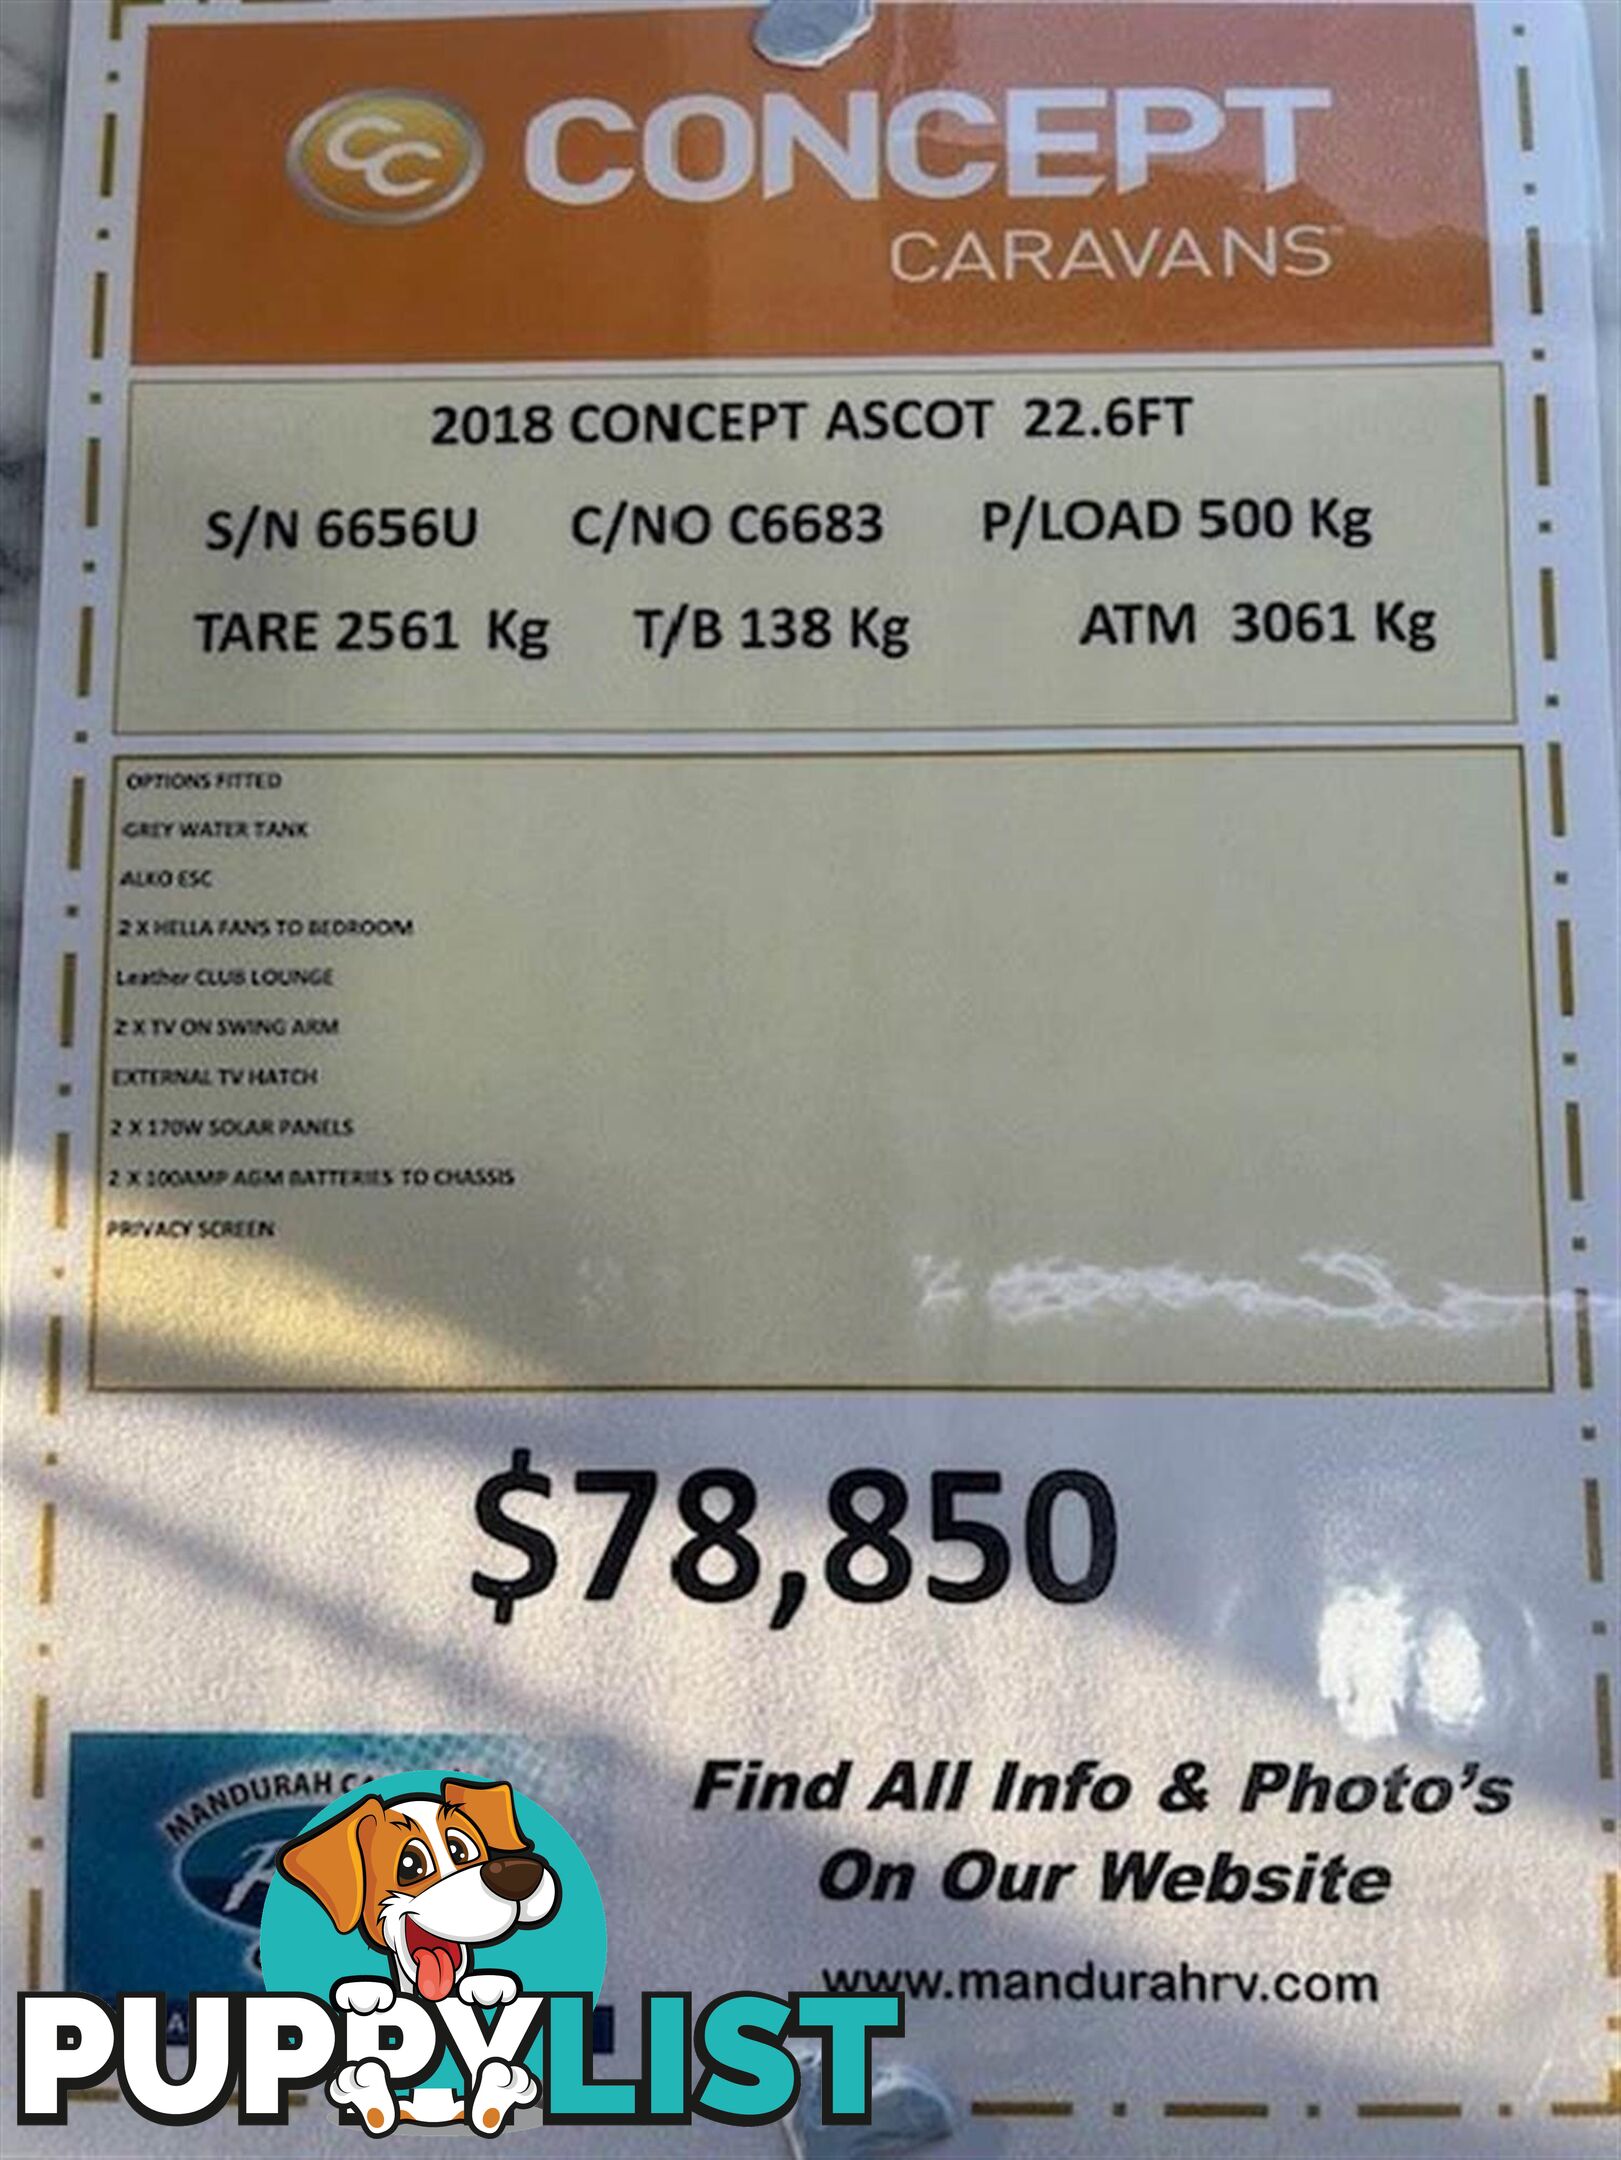 CC CONCEPT
CARAVANS™
2018 CONCEPT ASCOT 22.6FT
S/N 6656U C/NO C6683 P/LOAD 500 Kg
TARE 2561 Kg T/B 138 Kg ATM 3061 Kg
OPTIONS FITTED
GREY WATER TANK
ALKO ESC
2 X HELLA FANS TO BEDROOM
Leather CLUB LOUNGE
2 X TV ON SWING ARM
EXTERNAL TV HATCH
2 X 170W SOLAR PANELS
2 X 100AMP AGM BATTERIES TO CHASSIS
PRIVACY SCREEN
$78,850
MANDURAH
Find All Info & Photo's
On Our Website
www.mandurahrv.com
PUPPYLIST